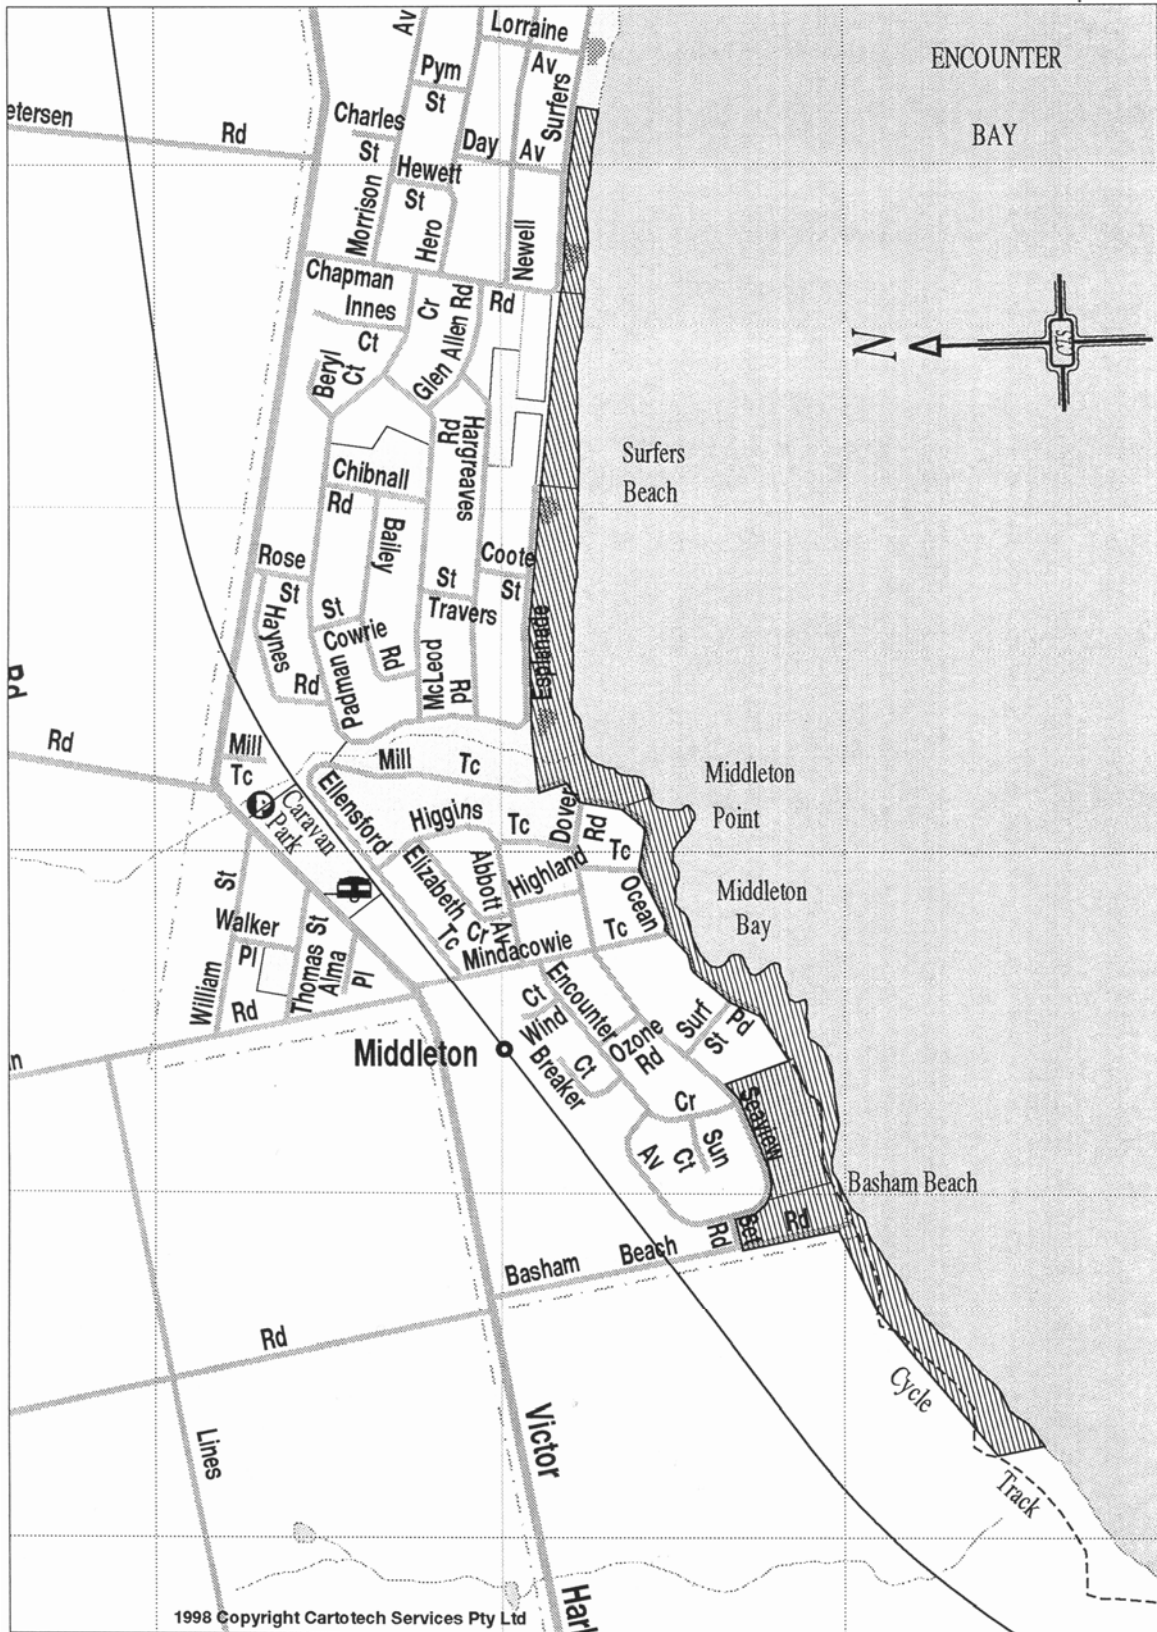 Lorraine
Av
ENCOUNTER
BAY
Av
Pym
St
Surfers
etersen
Rd
Charles
St
Day
Av
Hewett
St
Morrison
Hero
Newell
Chapman
Innes
Ct
Cr
Glen Allen Rd
Rd
Beryl
Ct
N
Rd
Hargreaves
Surfers
Beach
Chibnall
Rd
Bailey
Rose
St
Coote
St
St
Travers
Haynes
Rd
St
Cowrie
Rd
Padman
McLeod
Rd
Esplanade
Rd
Rd
Mill
Tc
Mill
Tc
Middleton
Point
Caravan
Park
Ellensford
Tc
Higgins
Tc
Dover
Rd
Tc
Elizabeth
Cr
Abbott
Av
Highland
Ocean
Tc
Middleton
Bay
St
Walker
Pl
William
Rd
Thomas St
Alma
Pl
Mindacowie
Encounter
Ct
Wind
Breaker
Ct
Ozone
Rd
Surf
St
Pd
Middleton
Cr
Seaview
Sun
Ct
Av
Basham Beach
Rd
Bet
Rd
Basham
Beach
Rd
Cycle
Track
Lines
Victor
Harl
1998 Copyright Cartotech Services Pty Ltd